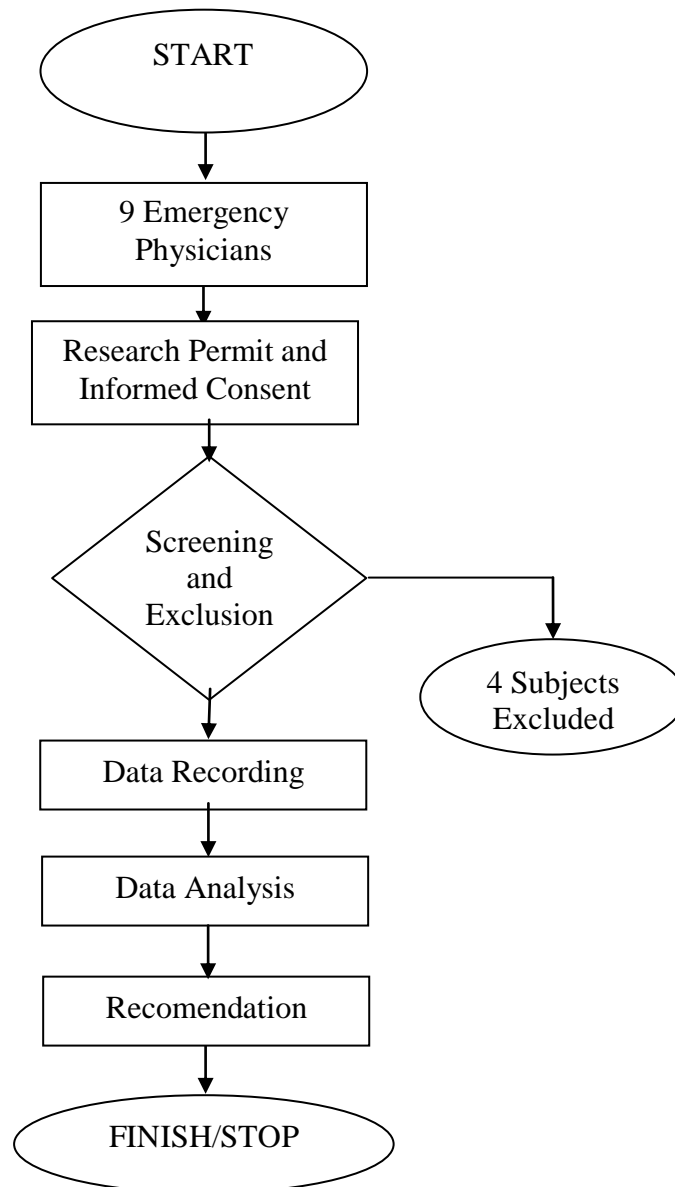 START
9 Emergency
Physicians
Research Permit and
Informed Consent
Screening
and
Exclusion
4 Subjects
Excluded
Data Recording
Data Analysis
Recomendation
FINISH/STOP